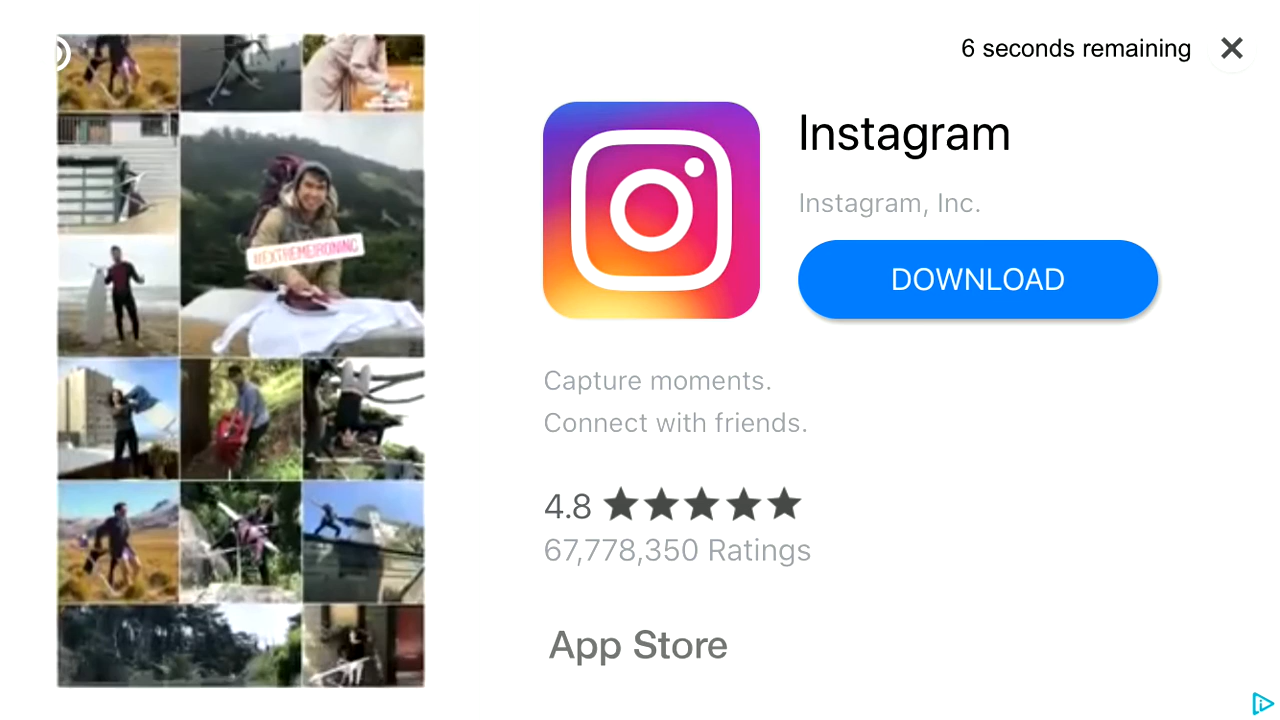 6 seconds remaining
Instagram
Instagram, Inc.
DOWNLOAD
#EXTREMEIRONING
Capture moments.
Connect with friends.
4.8
67,778,350 Ratings
App Store